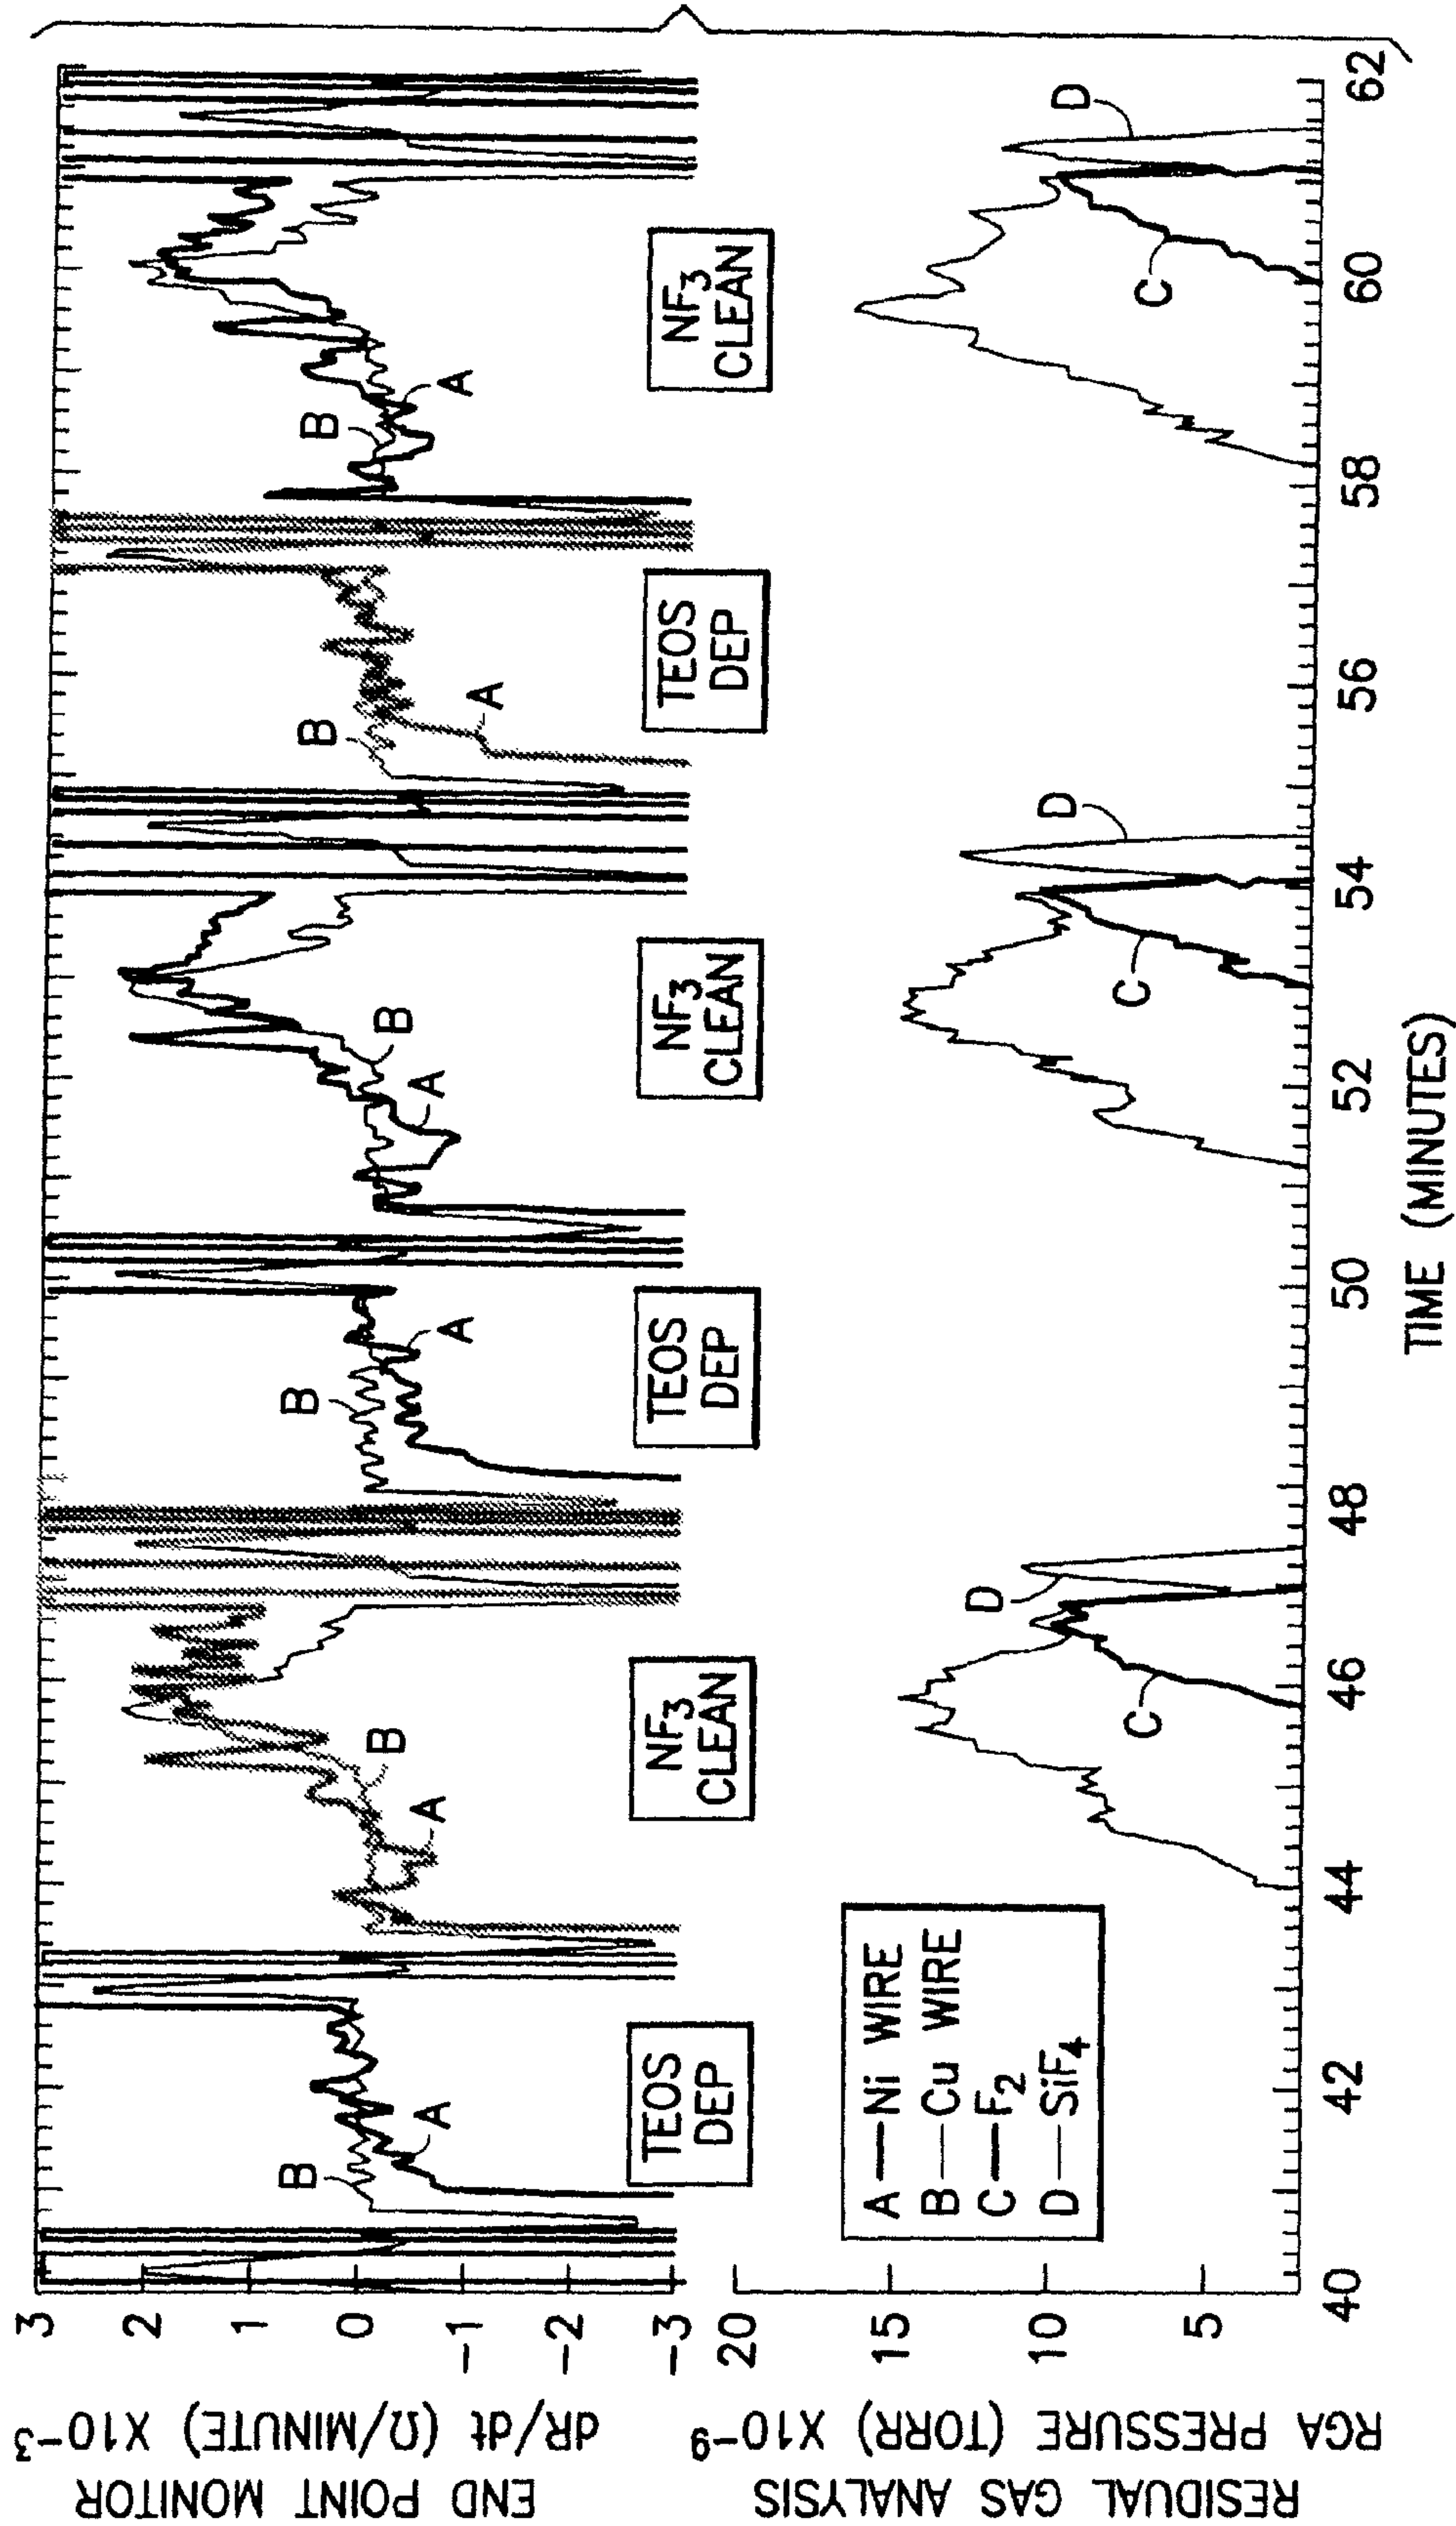 END POINT MONITOR
dR/dt (Ω/MINUTE) X10-3
3
2
1
0
-1
-2
-3
B
A
B
A
B
A
B
A
B
A
B
A
TEOS
DEP
NF3
CLEAN
TEOS
DEP
NF3
CLEAN
TEOS
DEP
NF3
CLEAN
RESIDUAL GAS ANALYSIS
RGA PRESSURE (TORR) X10-9
20
15
10
5
A — Ni WIRE
B — Cu WIRE
C — F2
D — SiF4
C
D
C
D
C
D
40
42
44
46
48
50
52
54
56
58
60
62
TIME (MINUTES)